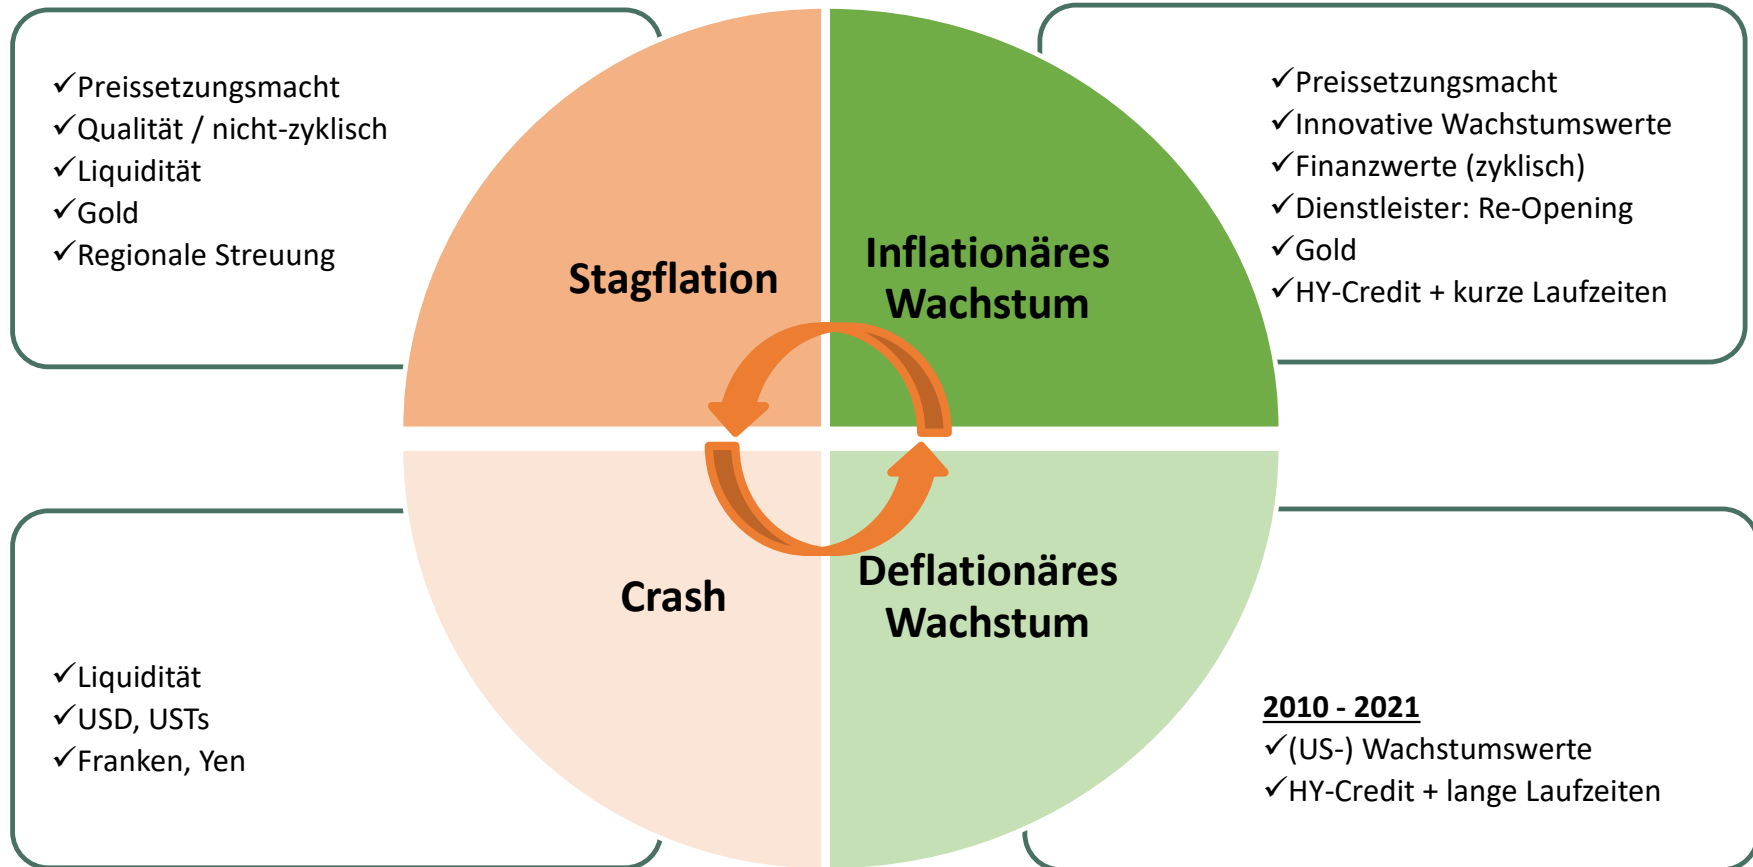 ✓Preissetzungsmacht
✓Qualität / nicht-zyklisch
✓Liquidität
✓Gold
✓Regionale Streuung
Stagflation
Inflationäres
Wachstum
✓Preissetzungsmacht
✓Innovative Wachstumswerte
✓Finanzwerte (zyklisch)
✓Dienstleister: Re-Opening
✓Gold
✓HY-Credit + kurze Laufzeiten
✓Liquidität
✓USD, USTs
✓Franken, Yen
Crash
Deflationäres
Wachstum
2010 - 2021
✓(US-) Wachstumswerte
✓HY-Credit + lange Laufzeiten